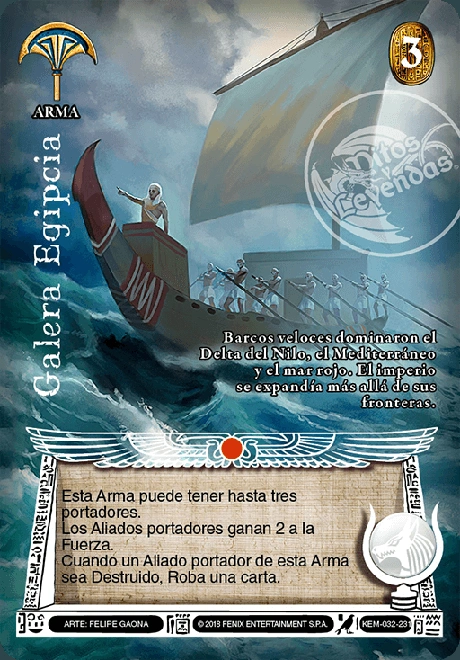 3
ARMA
Galera Egipcia
Mitos
y
Leyendas
Barcos veloces dominaron el
Delta del Nilo, el Mediterráneo
y el mar rojo. El imperio
se expandía más allá de sus
fronteras.
Esta Arma puede tener hasta tres
portadores.
Los Aliados portadores ganan 2 a la
Fuerza.
Cuando un Aliado portador de esta Arma
sea Destruido, Roba una carta.
ARTE: FELIPE GAONA
© 2018 FENIX ENTERTAINMENT S.P.A.
KEM-032-23